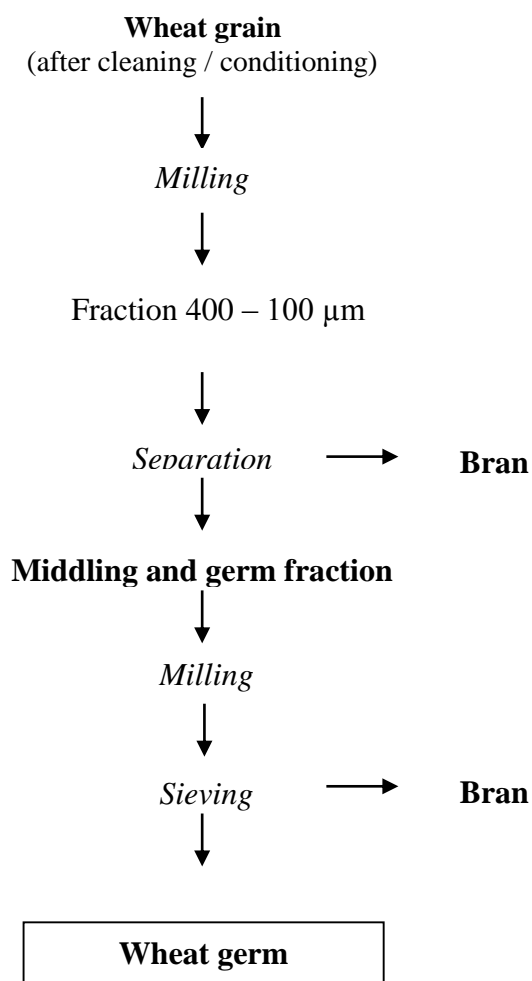 Wheat grain
(after cleaning / conditioning)
Milling
Fraction 400 – 100 µm
Separation
Bran
Middling and germ fraction
Milling
Sieving
Bran
Wheat germ